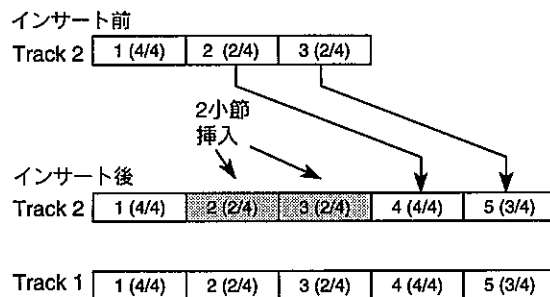 インサート前
Track 2 1 (4/4) 2 (2/4) 3 (2/4)
2小節
挿入
インサート後
Track 2 1 (4/4) 2 (2/4) 3 (2/4) 4 (4/4) 5 (3/4)
Track 1 1 (4/4) 2 (2/4) 3 (2/4) 4 (4/4) 5 (3/4)